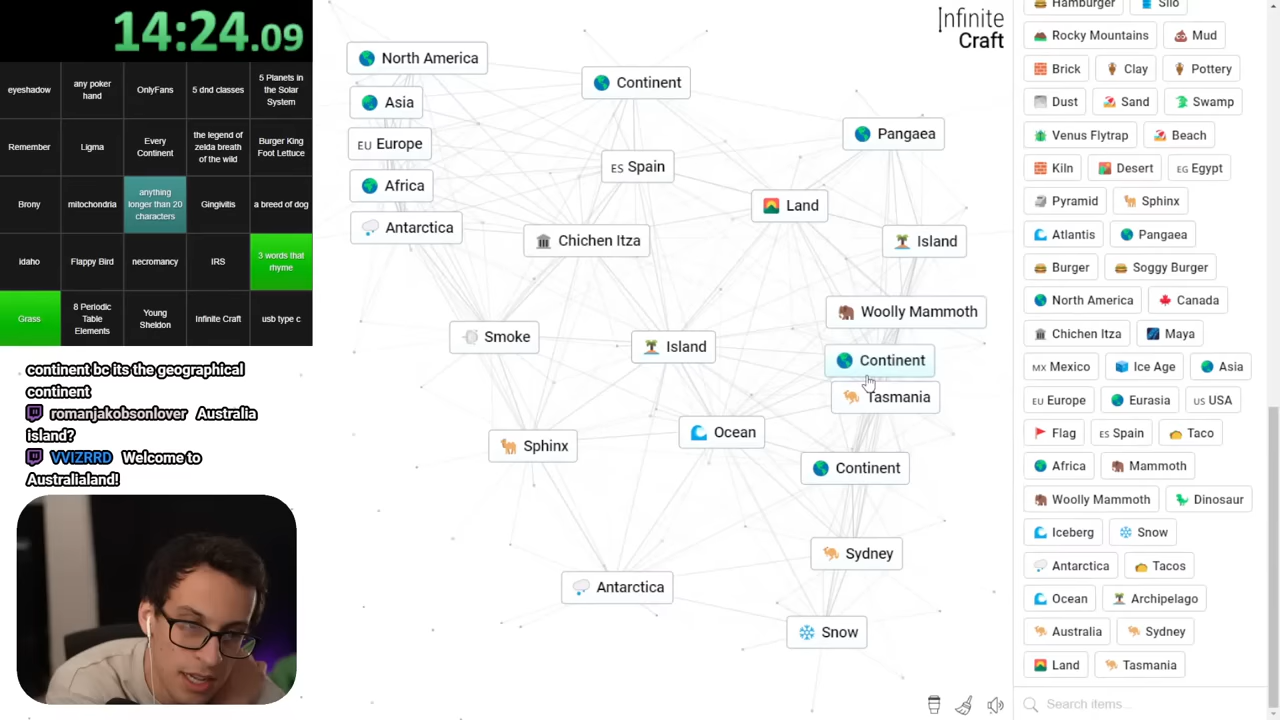 14:24.09
eyeshadow
any poker
hand
OnlyFans
5 dnd classes
5 Planets in
the Solar
System
Remember
Ligma
Every
Continent
the legend of
zelda breath
of the wild
Burger King
Foot Lettuce
Brony
mitochondria
anything
longer than 20
characters
Gingivitis
a breed of dog
idaho
Flappy Bird
necromancy
IRS
3 words that
rhyme
Grass
8 Periodic
Table
Elements
Young
Sheldon
Infinite Craft
usb type c
continent bc its the geographical
continent
romanjakobsonlover Australia
island?
VVIZRRD Welcome to
Australialand!
Infinite
Craft
North America
Continent
Asia
Pangaea
EU Europe
ES Spain
Africa
Land
Antarctica
Chichen Itza
Island
Woolly Mammoth
Smoke
Island
Continent
Tasmania
Ocean
Sphinx
Continent
Sydney
Antarctica
Snow
Hamburger Silo
Rocky Mountains Mud
Brick Clay Pottery
Dust Sand Swamp
Venus Flytrap Beach
Kiln Desert EG Egypt
Pyramid Sphinx
Atlantis Pangaea
Burger Soggy Burger
North America Canada
Chichen Itza Maya
MX Mexico Ice Age Asia
EU Europe Eurasia US USA
Flag ES Spain Taco
Africa Mammoth
Woolly Mammoth Dinosaur
Iceberg Snow
Antarctica Tacos
Ocean Archipelago
Australia Sydney
Land Tasmania
Search items...